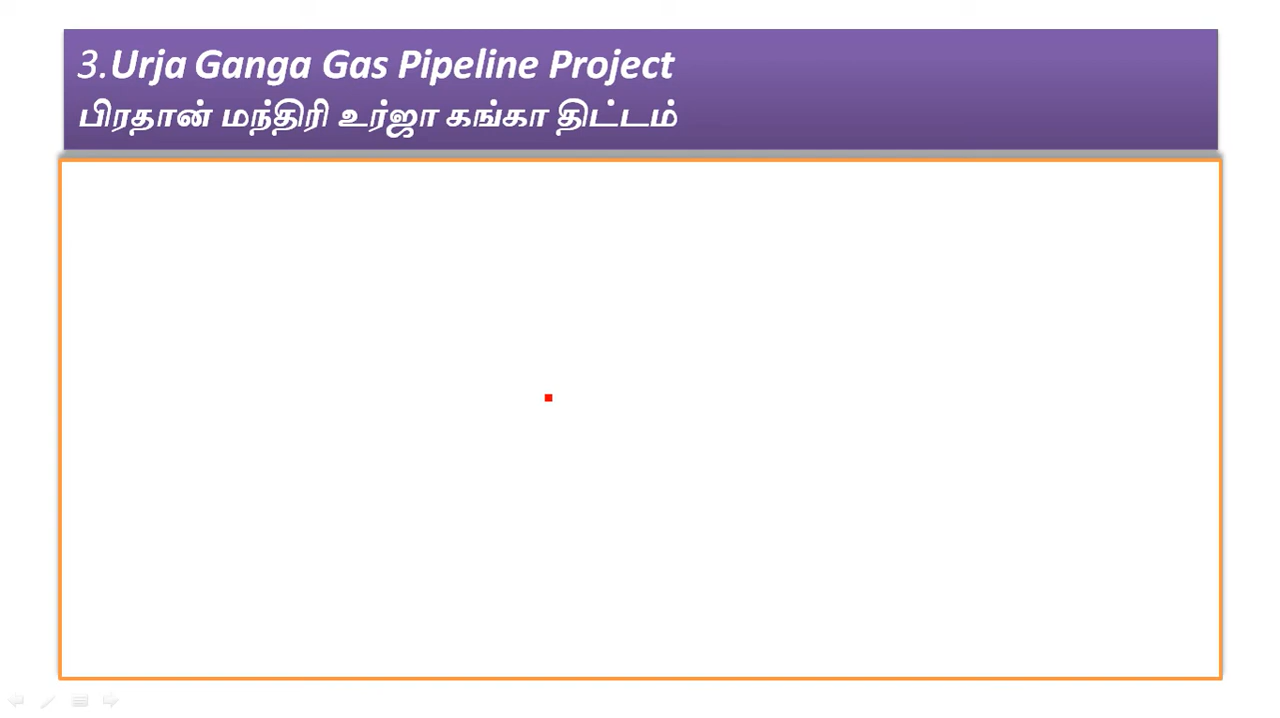 3.Urja Ganga Gas Pipeline Project
பிரதான் மந்திரி உர்ஜா கங்கா திட்டம்